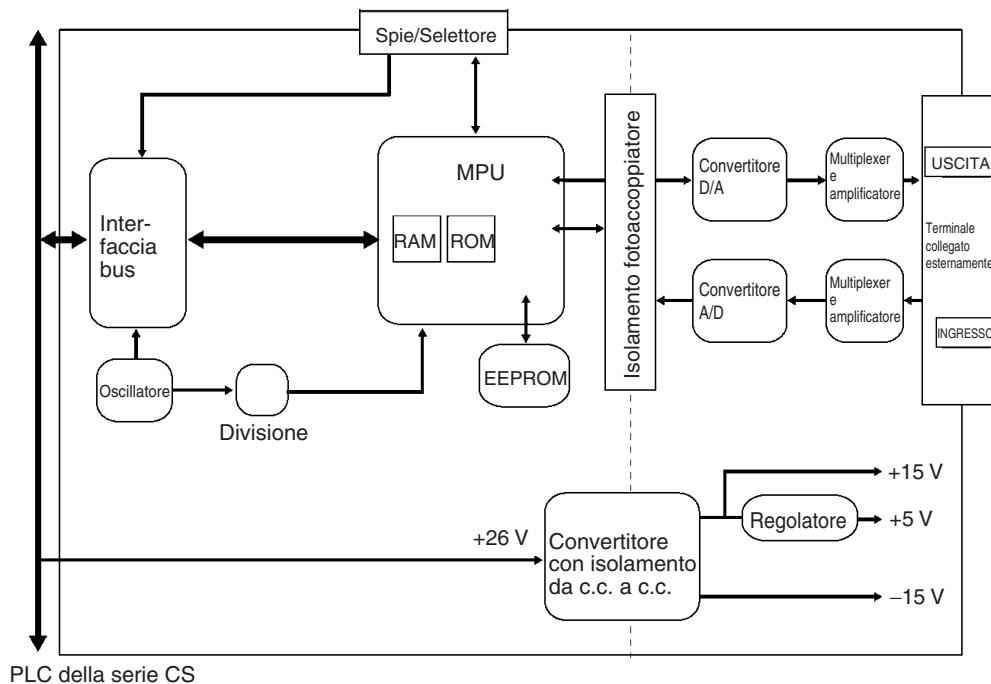 Spie/Selettore
Inter-
faccia
bus
MPU
RAM
ROM
EEPROM
Oscillatore
Divisione
Isolamento fotoaccoppiatore
Convertitore
D/A
Multiplexer
e
amplificatore
USCITA
Terminale
collegato
esternamente
Convertitore
A/D
Multiplexer
e
amplificatore
INGRESSO
+26 V
Convertitore
con isolamento
da c.c. a c.c.
Regolatore
+15 V
+5 V
–15 V
PLC della serie CS